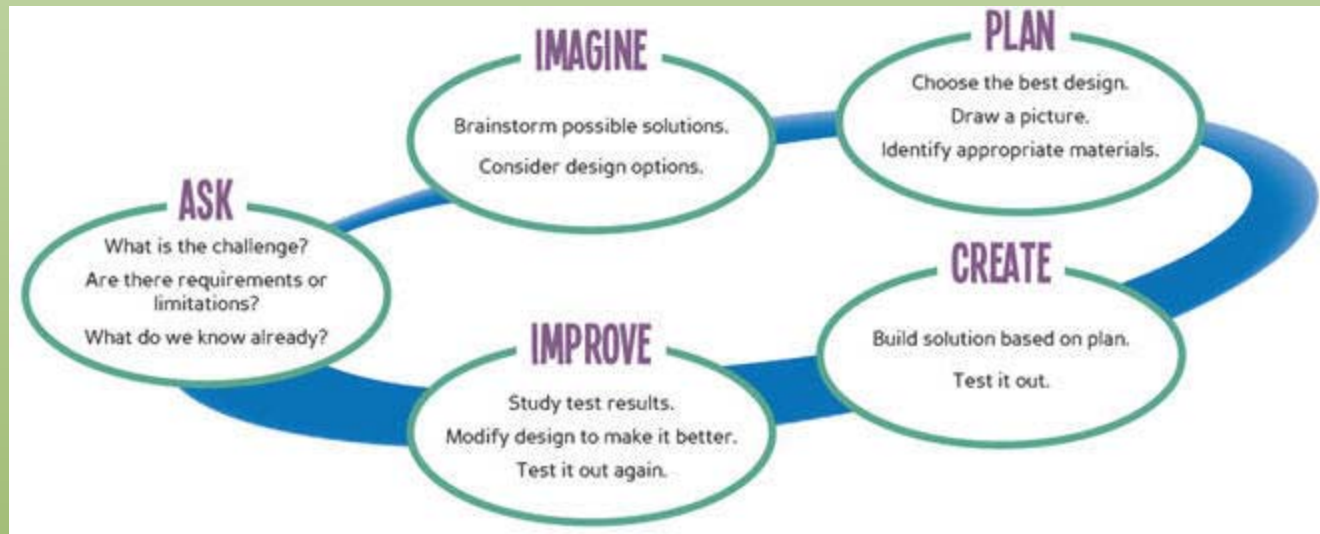 ASK
What is the challenge?
Are there requirements or
limitations?
What do we know already?
IMAGINE
Brainstorm possible solutions.
Consider design options.
PLAN
Choose the best design.
Draw a picture.
Identify appropriate materials.
CREATE
Build solution based on plan.
Test it out.
IMPROVE
Study test results.
Modify design to make it better.
Test it out again.